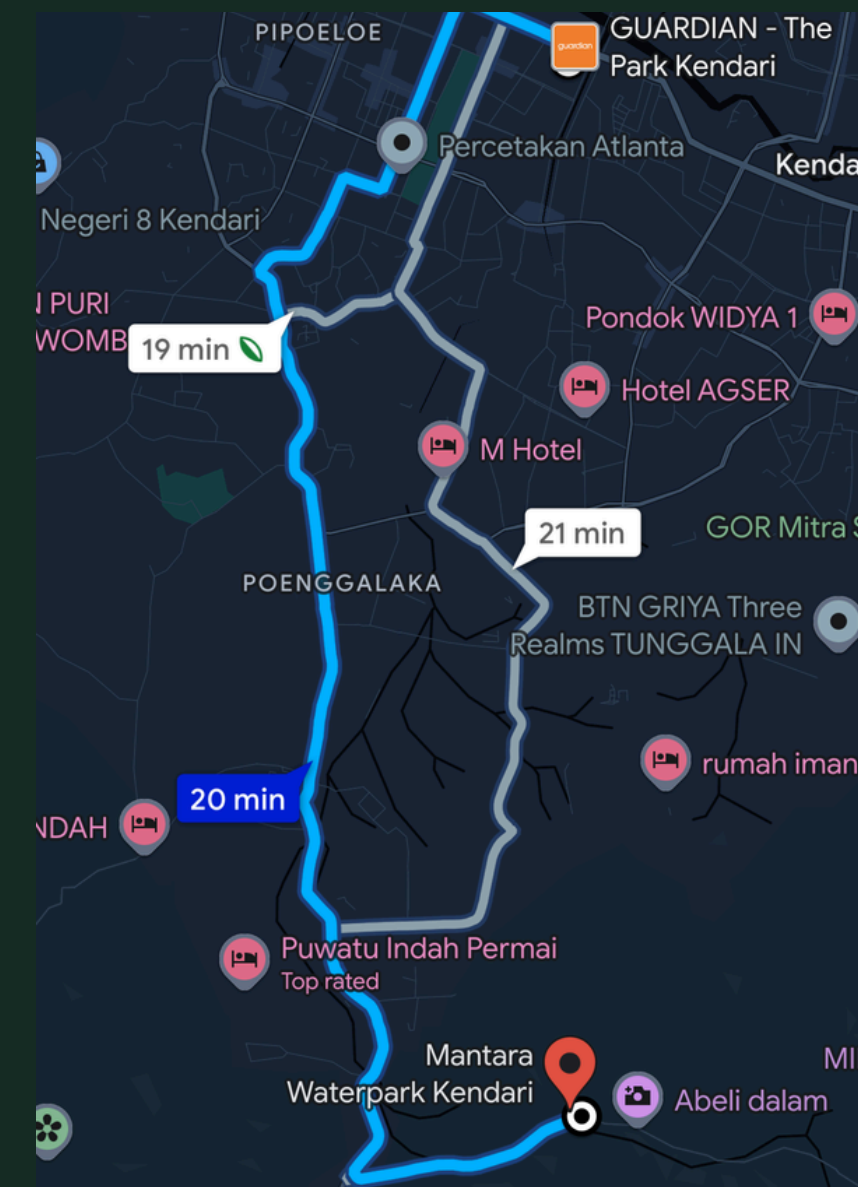 PIPOELOE
guardian
GUARDIAN - The
Park Kendari
Percetakan Atlanta
Kenda
Negeri 8 Kendari
PURI
WOMB
19 min
Pondok WIDYA 1
Hotel AGSER
M Hotel
21 min
GOR Mitra S
POENGGALAKA
BTN GRIYA Three
Realms TUNGGALA IN
rumah iman
20 min
NDAH
Puwatu Indah Permai
Top rated
Mantara
Waterpark Kendari
MI
Abeli dalam